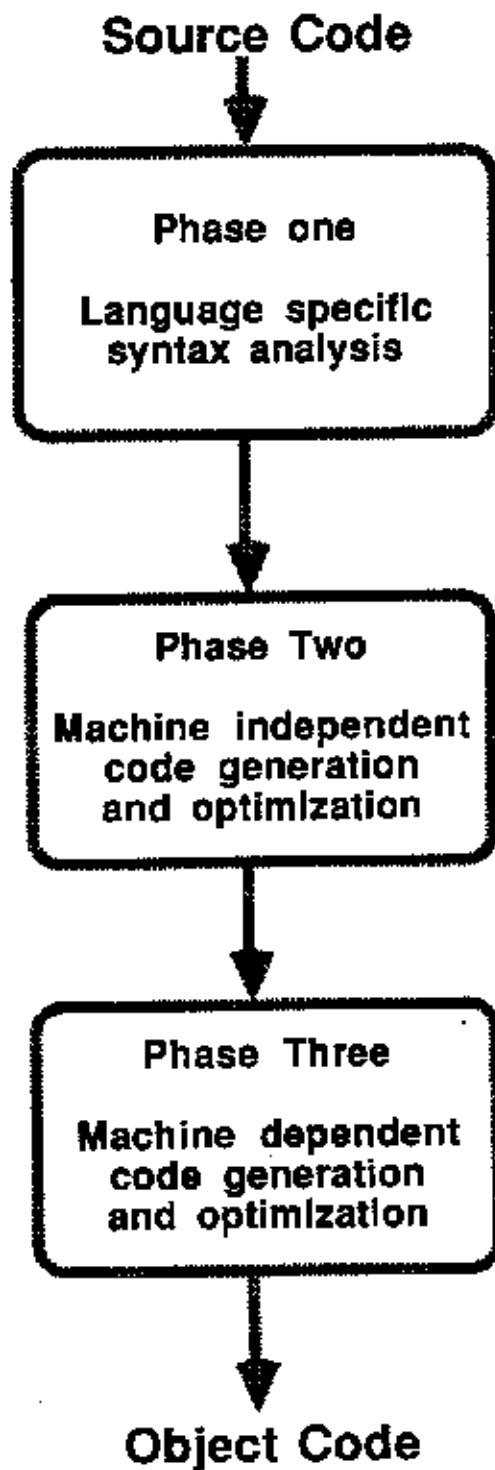 Source Code
Phase one
Language specific
syntax analysis
Phase Two
Machine independent
code generation
and optimization
Phase Three
Machine dependent
code generation
and optimization
Object Code